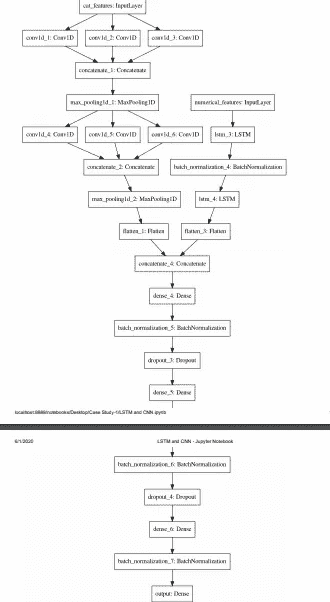 cat_features: InputLayer
conv1d_1: Conv1D conv1d_2: Conv1D conv1d_3: Conv1D
concatenate_1: Concatenate
max_pooling1d_1: MaxPooling1D numerical_features: InputLayer
conv1d_4: Conv1D conv1d_5: Conv1D conv1d_6: Conv1D lstm_3: LSTM
concatenate_2: Concatenate batch_normalization_4: BatchNormalization
max_pooling1d_2: MaxPooling1D lstm_4: LSTM
flatten_1: Flatten flatten_3: Flatten
concatenate_4: Concatenate
dense_4: Dense
batch_normalization_5: BatchNormalization
dropout_3: Dropout
dense_5: Dense
localhost:8888/notebooks/Desktop/Case Study-1/LSTM and CNN.ipynb
6/1/2020 LSTM and CNN - Jupyter Notebook
batch_normalization_6: BatchNormalization
dropout_4: Dropout
dense_6: Dense
batch_normalization_7: BatchNormalization
output: Dense